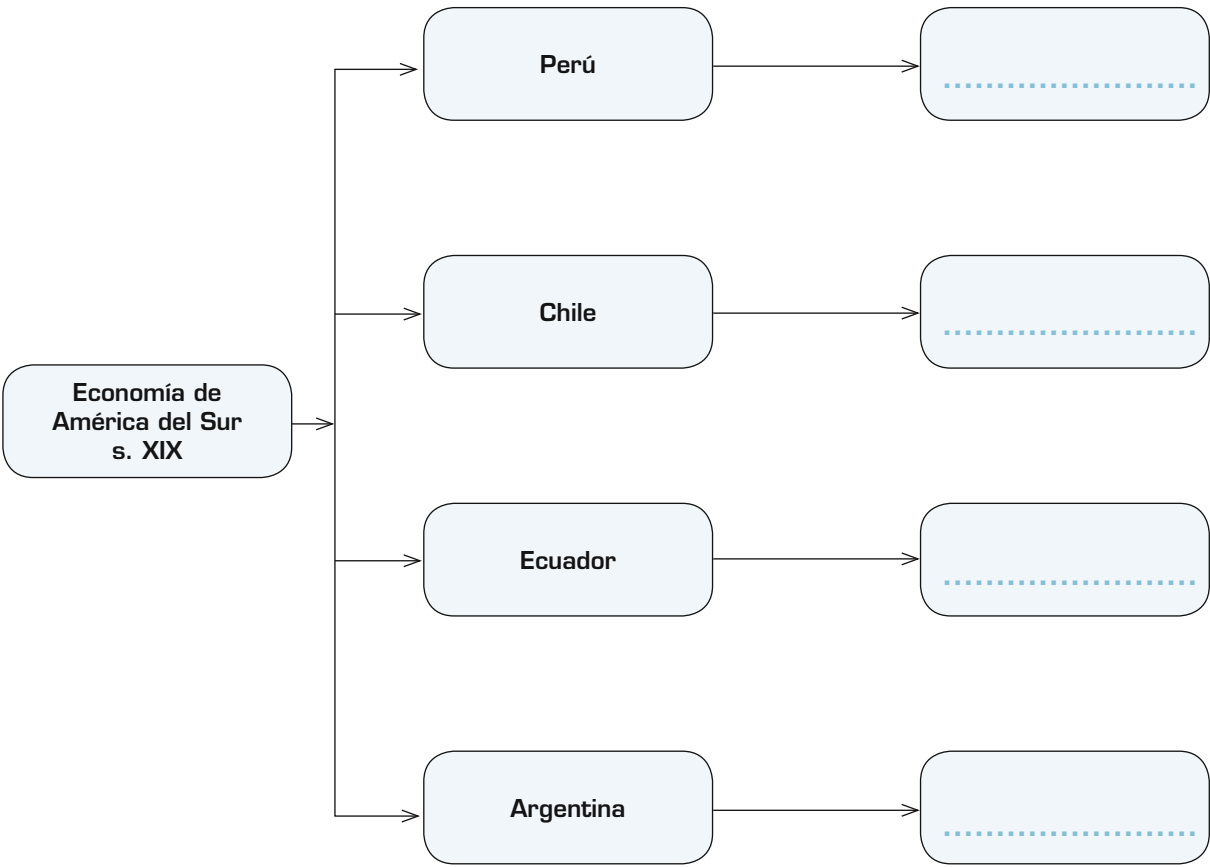 Perú
Chile
Economía de
América del Sur
s. XIX
Ecuador
Argentina